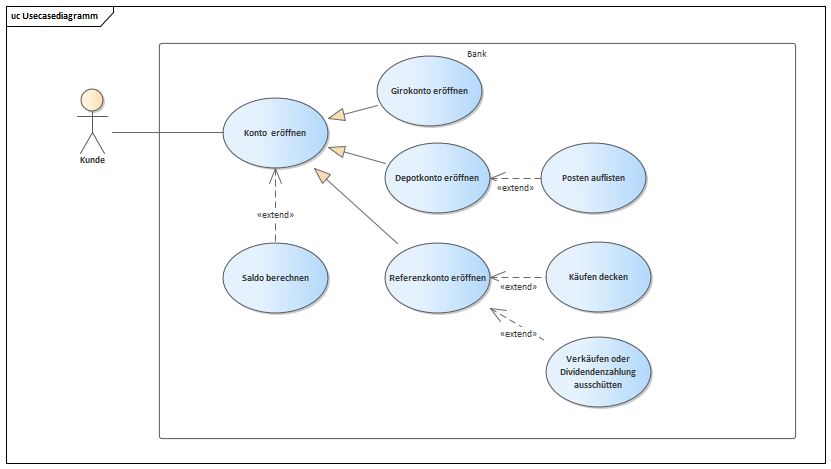 uc Usecasediagramm
Bank
Girokonto eröffnen
Konto eröffnen
Kunde
Depotkonto eröffnen
Posten auflisten
«extend»
«extend»
Saldo berechnen
Referenzkonto eröffnen
Käufen decken
«extend»
«extend»
Verkäufen oder
Dividendenzahlung
ausschütten